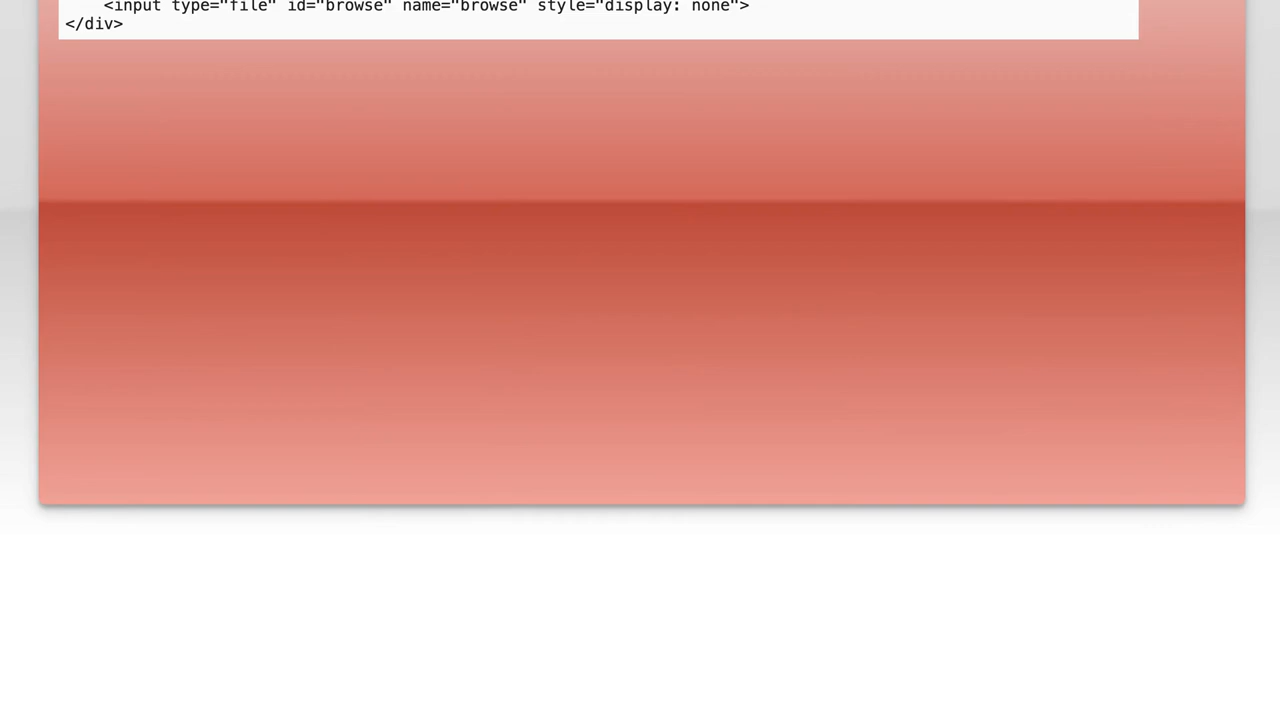 <input type="file" id="browse" name="browse" style="display: none">
</div>